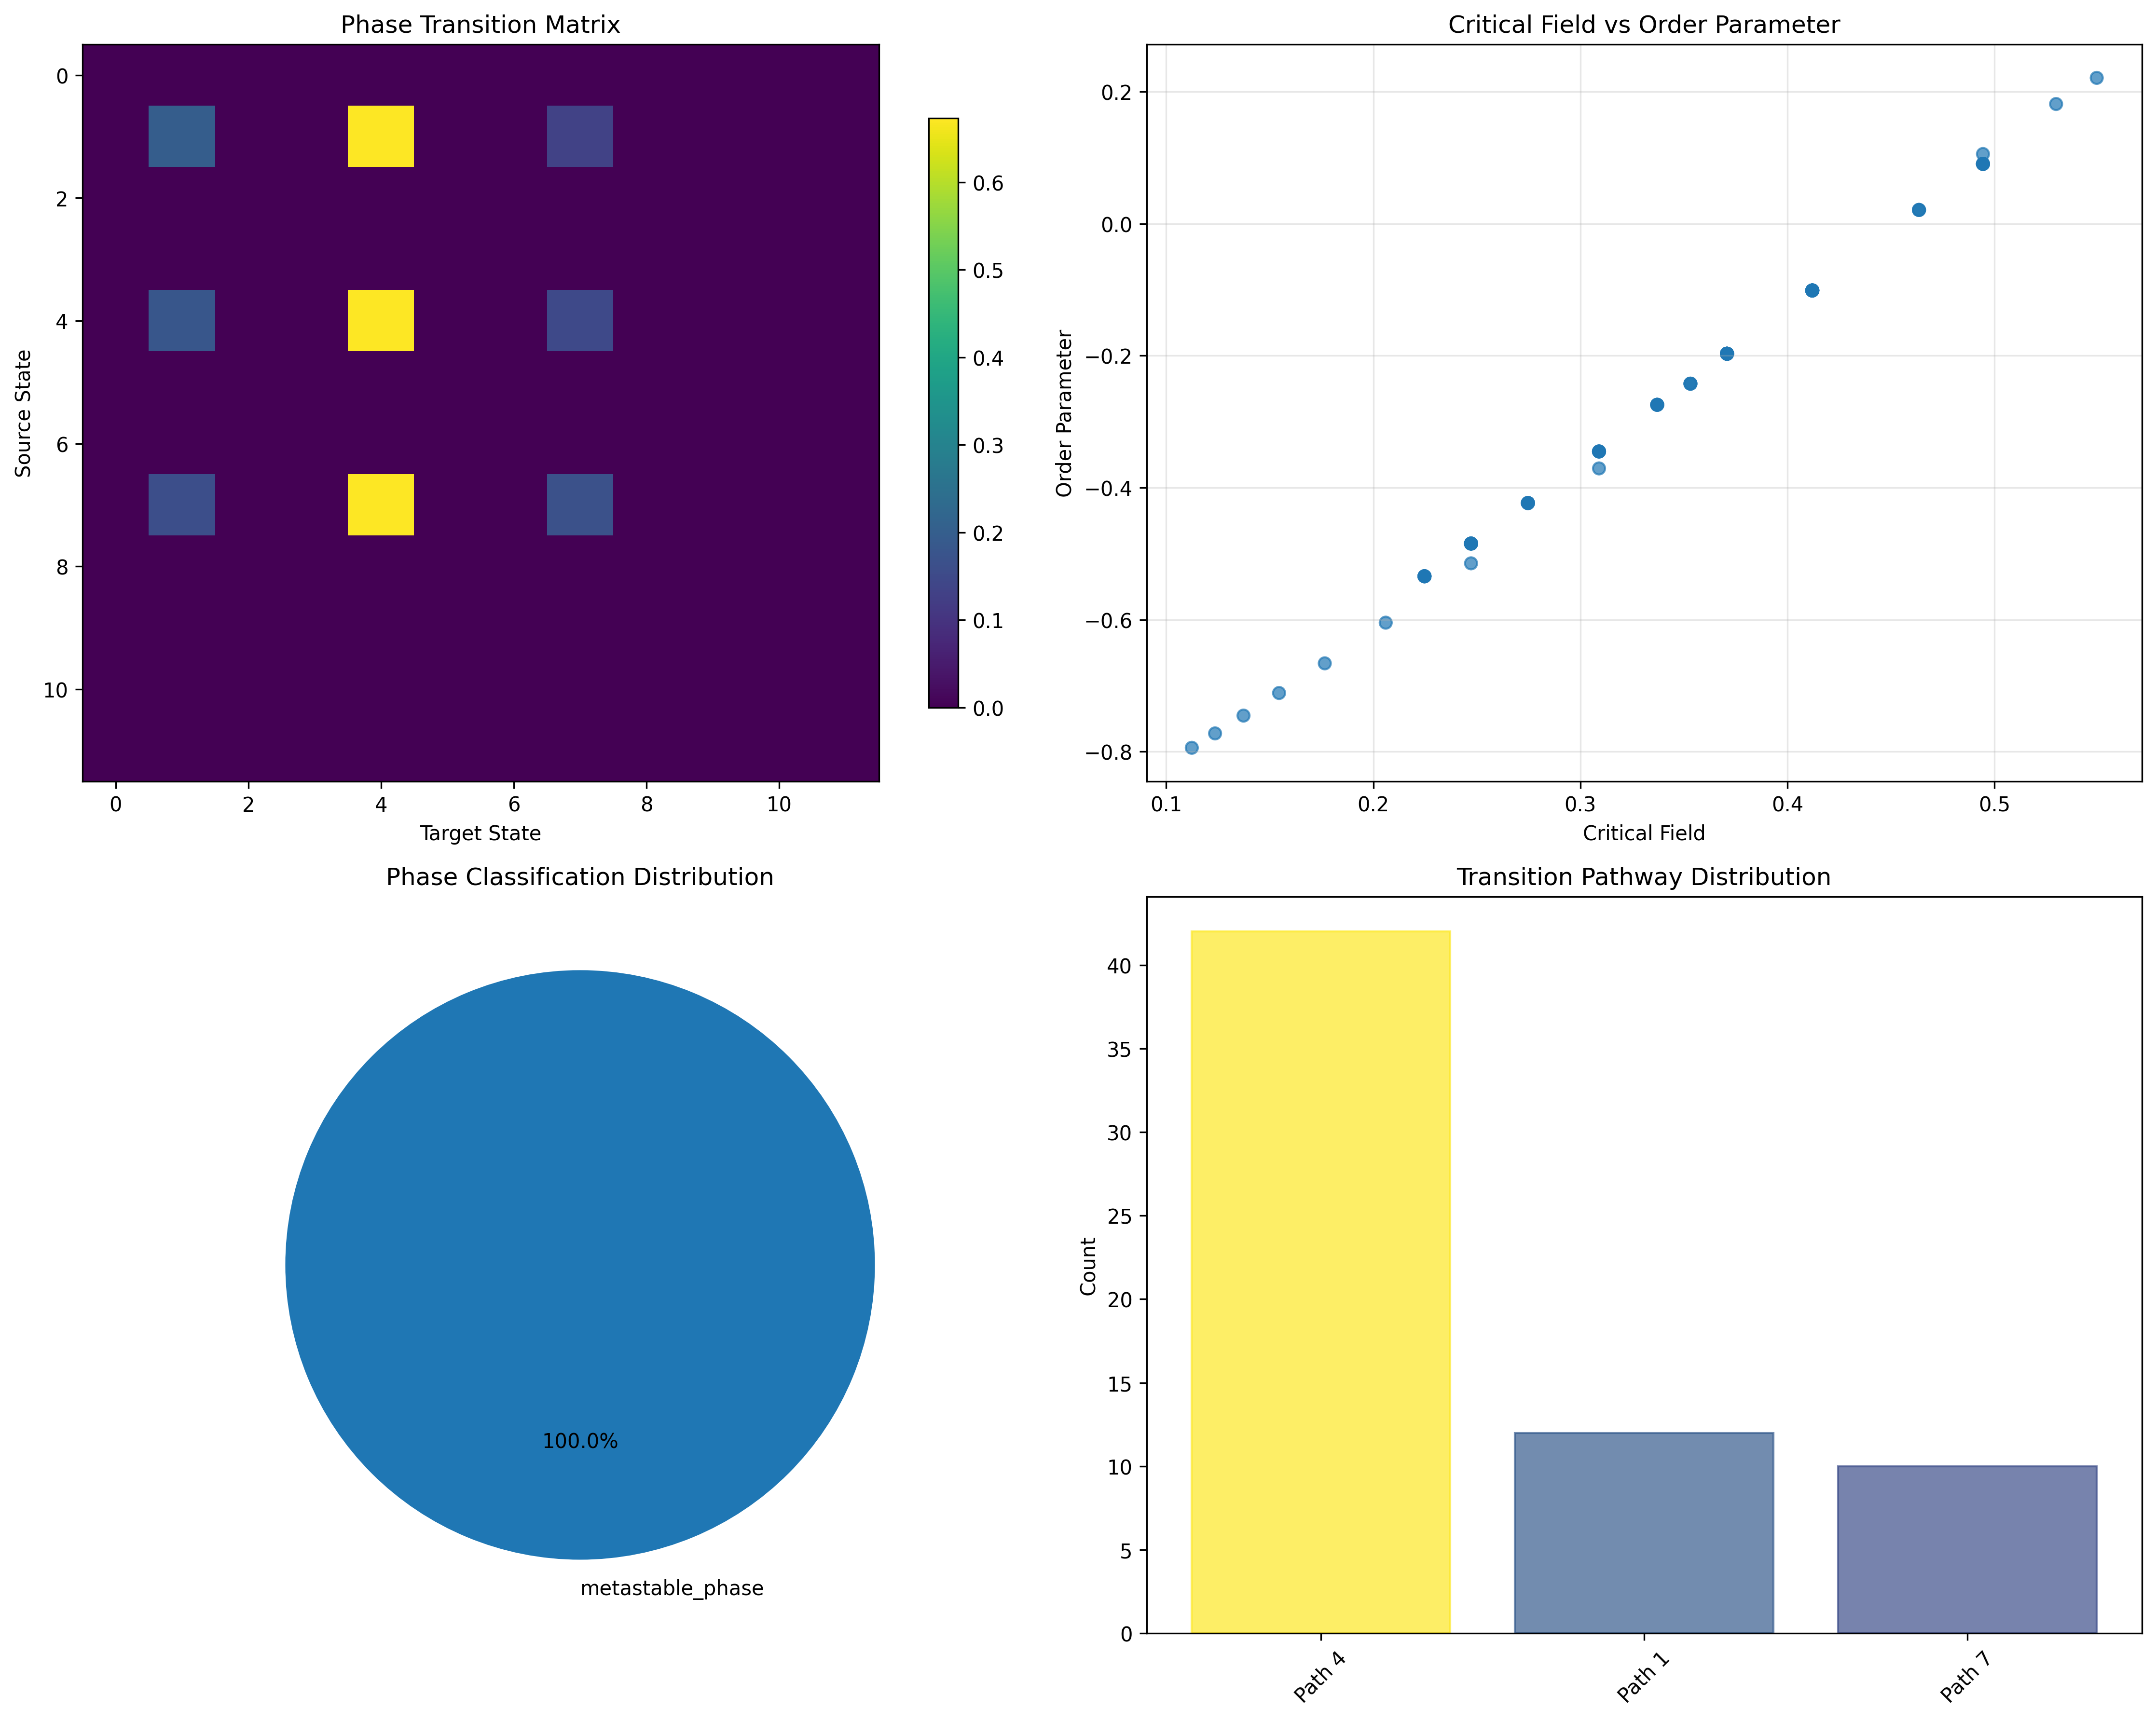 Phase Transition Matrix
Source State
0
2
4
6
8
10
0 2 4 6 8 10
Target State
0.6
0.5
0.4
0.3
0.2
0.1
0.0
Critical Field vs Order Parameter
Order Parameter
0.2
0.0
−0.2
−0.4
−0.6
−0.8
0.1 0.2 0.3 0.4 0.5
Critical Field
Phase Classification Distribution
100.0%
metastable_phase
Transition Pathway Distribution
Count
40
35
30
25
20
15
10
5
0
Path 4 Path 1 Path 7